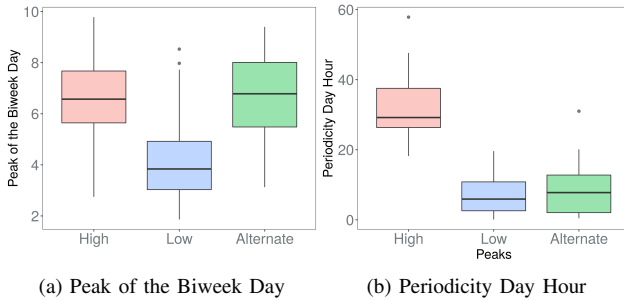 Peak of the Biweek Day
10
8
6
4
2
High Low Alternate
Periodicity Day Hour
60
40
20
0
High Low Alternate
Peaks
(a) Peak of the Biweek Day
(b) Periodicity Day Hour